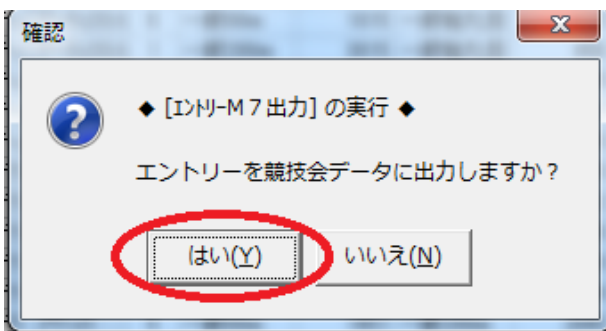 確認
◆ [ｴﾝﾄﾘｰM７出力] の実行 ◆
エントリーを競技会データに出力しますか？
はい(Y)
いいえ(N)